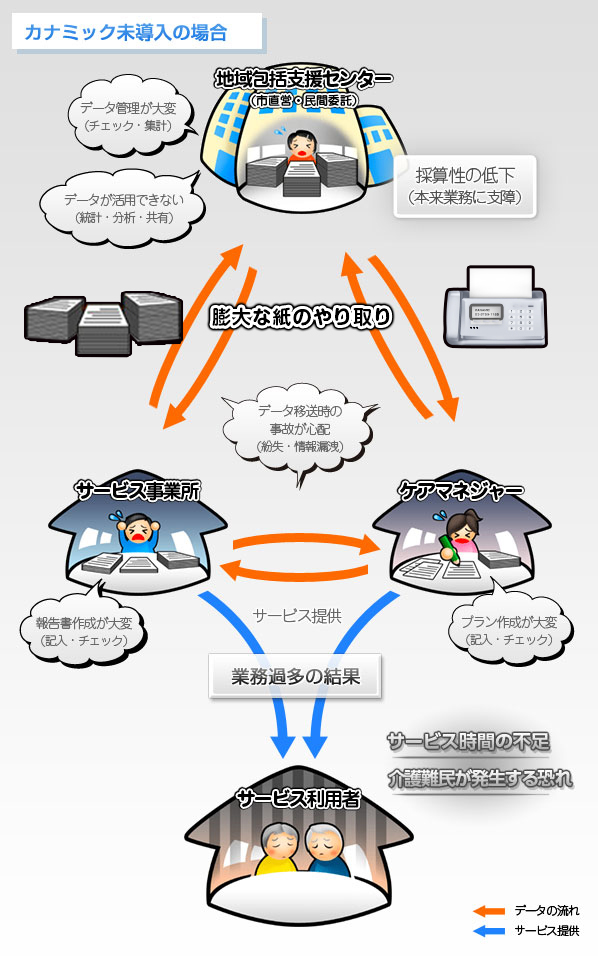 カナミック未導入の場合
地域包括支援センター
（市直営・民間委託）
データ管理が大変
（チェック・集計）
採算性の低下
（本来業務に支障）
データが活用できない
（統計・分析・共有）
膨大な紙のやり取り
データ移送時の
事故が心配
（紛失・情報漏洩）
サービス事業所
ケアマネジャー
サービス提供
報告書作成が大変
（記入・チェック）
プラン作成が大変
（記入・チェック）
業務過多の結果
サービス時間の不足
介護難民が発生する恐れ
サービス利用者
データの流れ
サービス提供